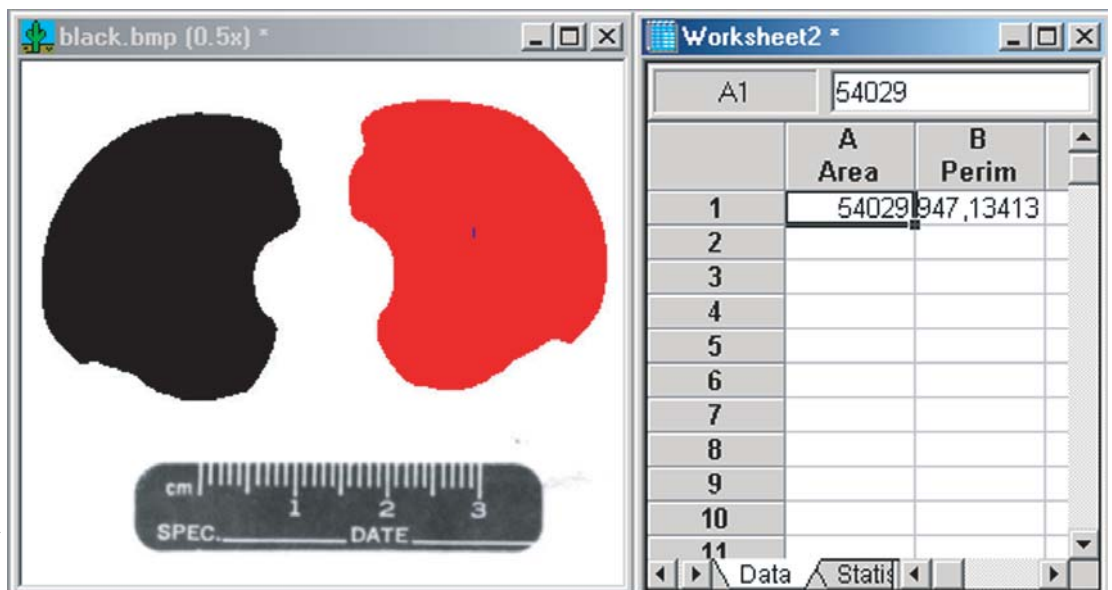 black.bmp (0.5x) *
cm 1 2 3
SPEC. DATE
Worksheet2 *
A1 54029
A B
Area Perim
1 54029 947,13413
2
3
4
5
6
7
8
9
10
11
Data Statis